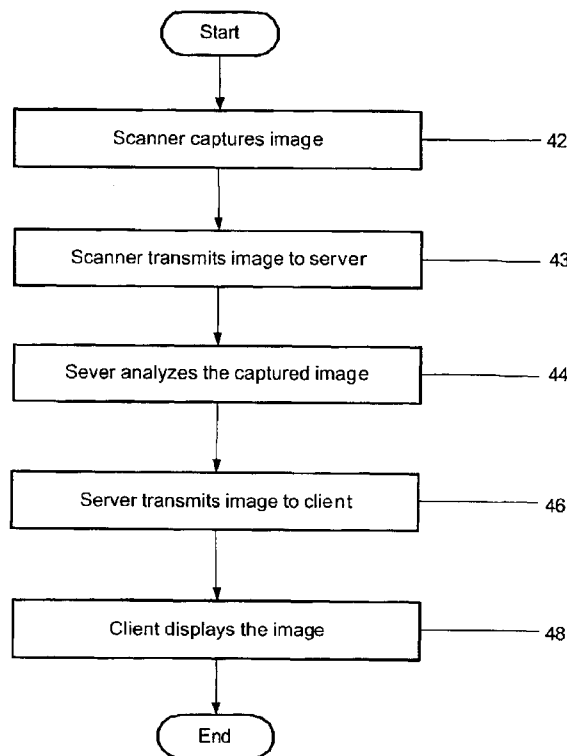 Start
Scanner captures image
42
Scanner transmits image to server
43
Sever analyzes the captured image
44
Server transmits image to client
46
Client displays the image
48
End